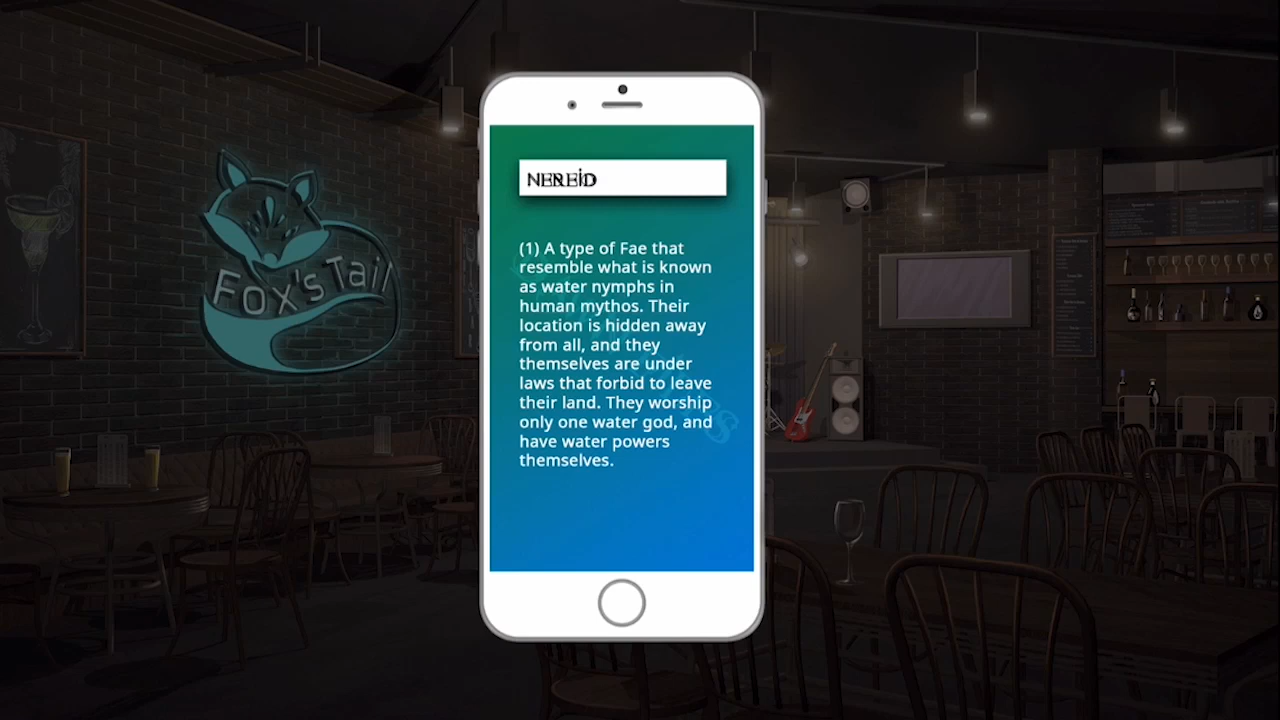 Fox's Tail
NEREID
(1) A type of Fae that
resemble what is known
as water nymphs in
human mythos. Their
location is hidden away
from all, and they
themselves are under
laws that forbid to leave
their land. They worship
only one water god, and
have water powers
themselves.